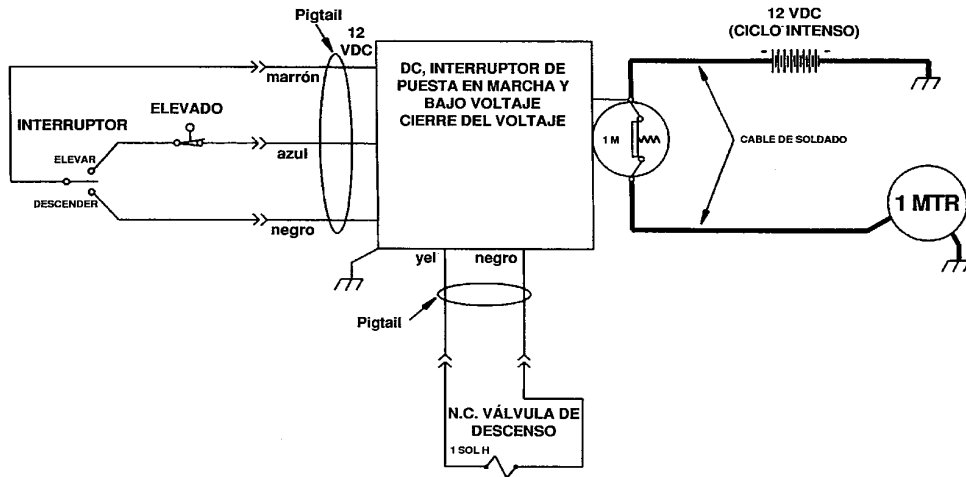 Pigtail
12
VDC
marrón
ELEVADO
INTERRUPTOR
ELEVAR
azul
DESCENDER
negro
DC, INTERRUPTOR DE
PUESTA EN MARCHA Y
BAJO VOLTAJE
CIERRE DEL VOLTAJE
12 VDC
(CICLO INTENSO)
- -
1 M
CABLE DE SOLDADO
1 MTR
yel negro
Pigtail
N.C. VÁLVULA DE
DESCENSO
1 SOL H